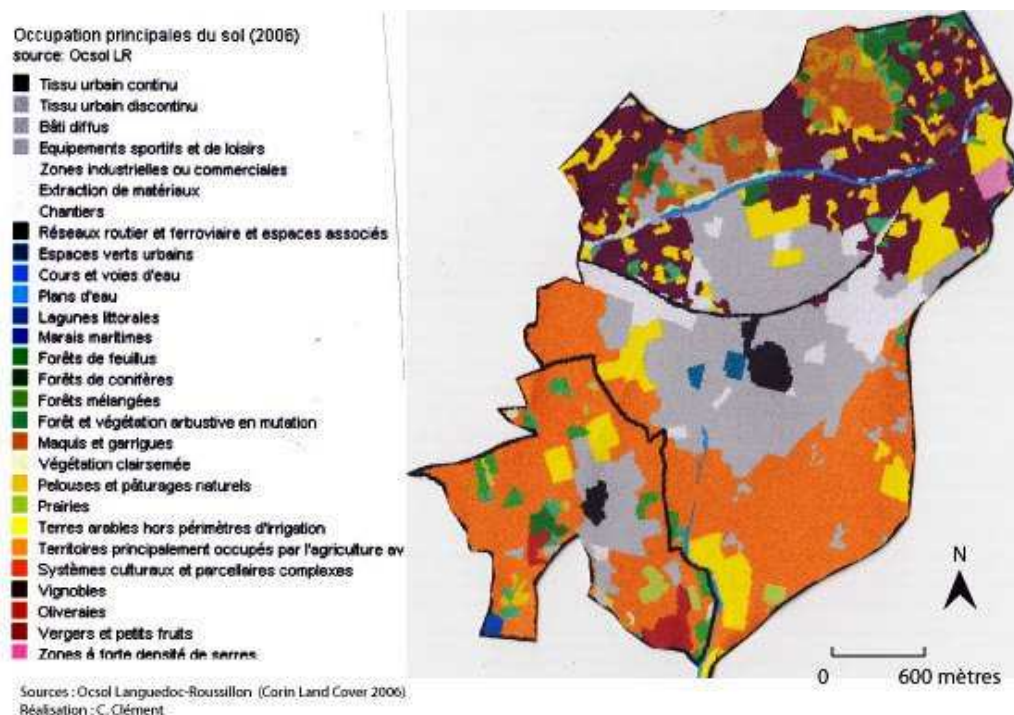 Occupation principales du sol (2006)
source: Ocsol LR
Tissu urbain continu
Tissu urbain discontinu
Bâti diffus
Equipements sportifs et de loisirs
Zones industrielles ou commerciales
Extraction de matériaux
Chantiers
Réseaux routier et ferroviaire et espaces associés
Espaces verts urbains
Cours et voies d'eau
Plans d'eau
Lagunes littorales
Marais maritimes
Forêts de feuillus
Forêts de conifères
Forêts mélangées
Forêt et végétation arbustive en mutation
Maquis et garrigues
Végétation clairsemée
Pelouses et pâturages naturels
Prairies
Terres arables hors périmètres d'irrigation
Territoires principalement occupés par l'agriculture av
Systèmes culturaux et parcellaires complexes
Vignobles
Oliveraies
Vergers et petits fruits
Zones à forte densité de serres
N
0 600 mètres
Sources : Ocsol Languedoc-Roussillon (Corin Land Cover 2006)
Réalisation : C. Clément